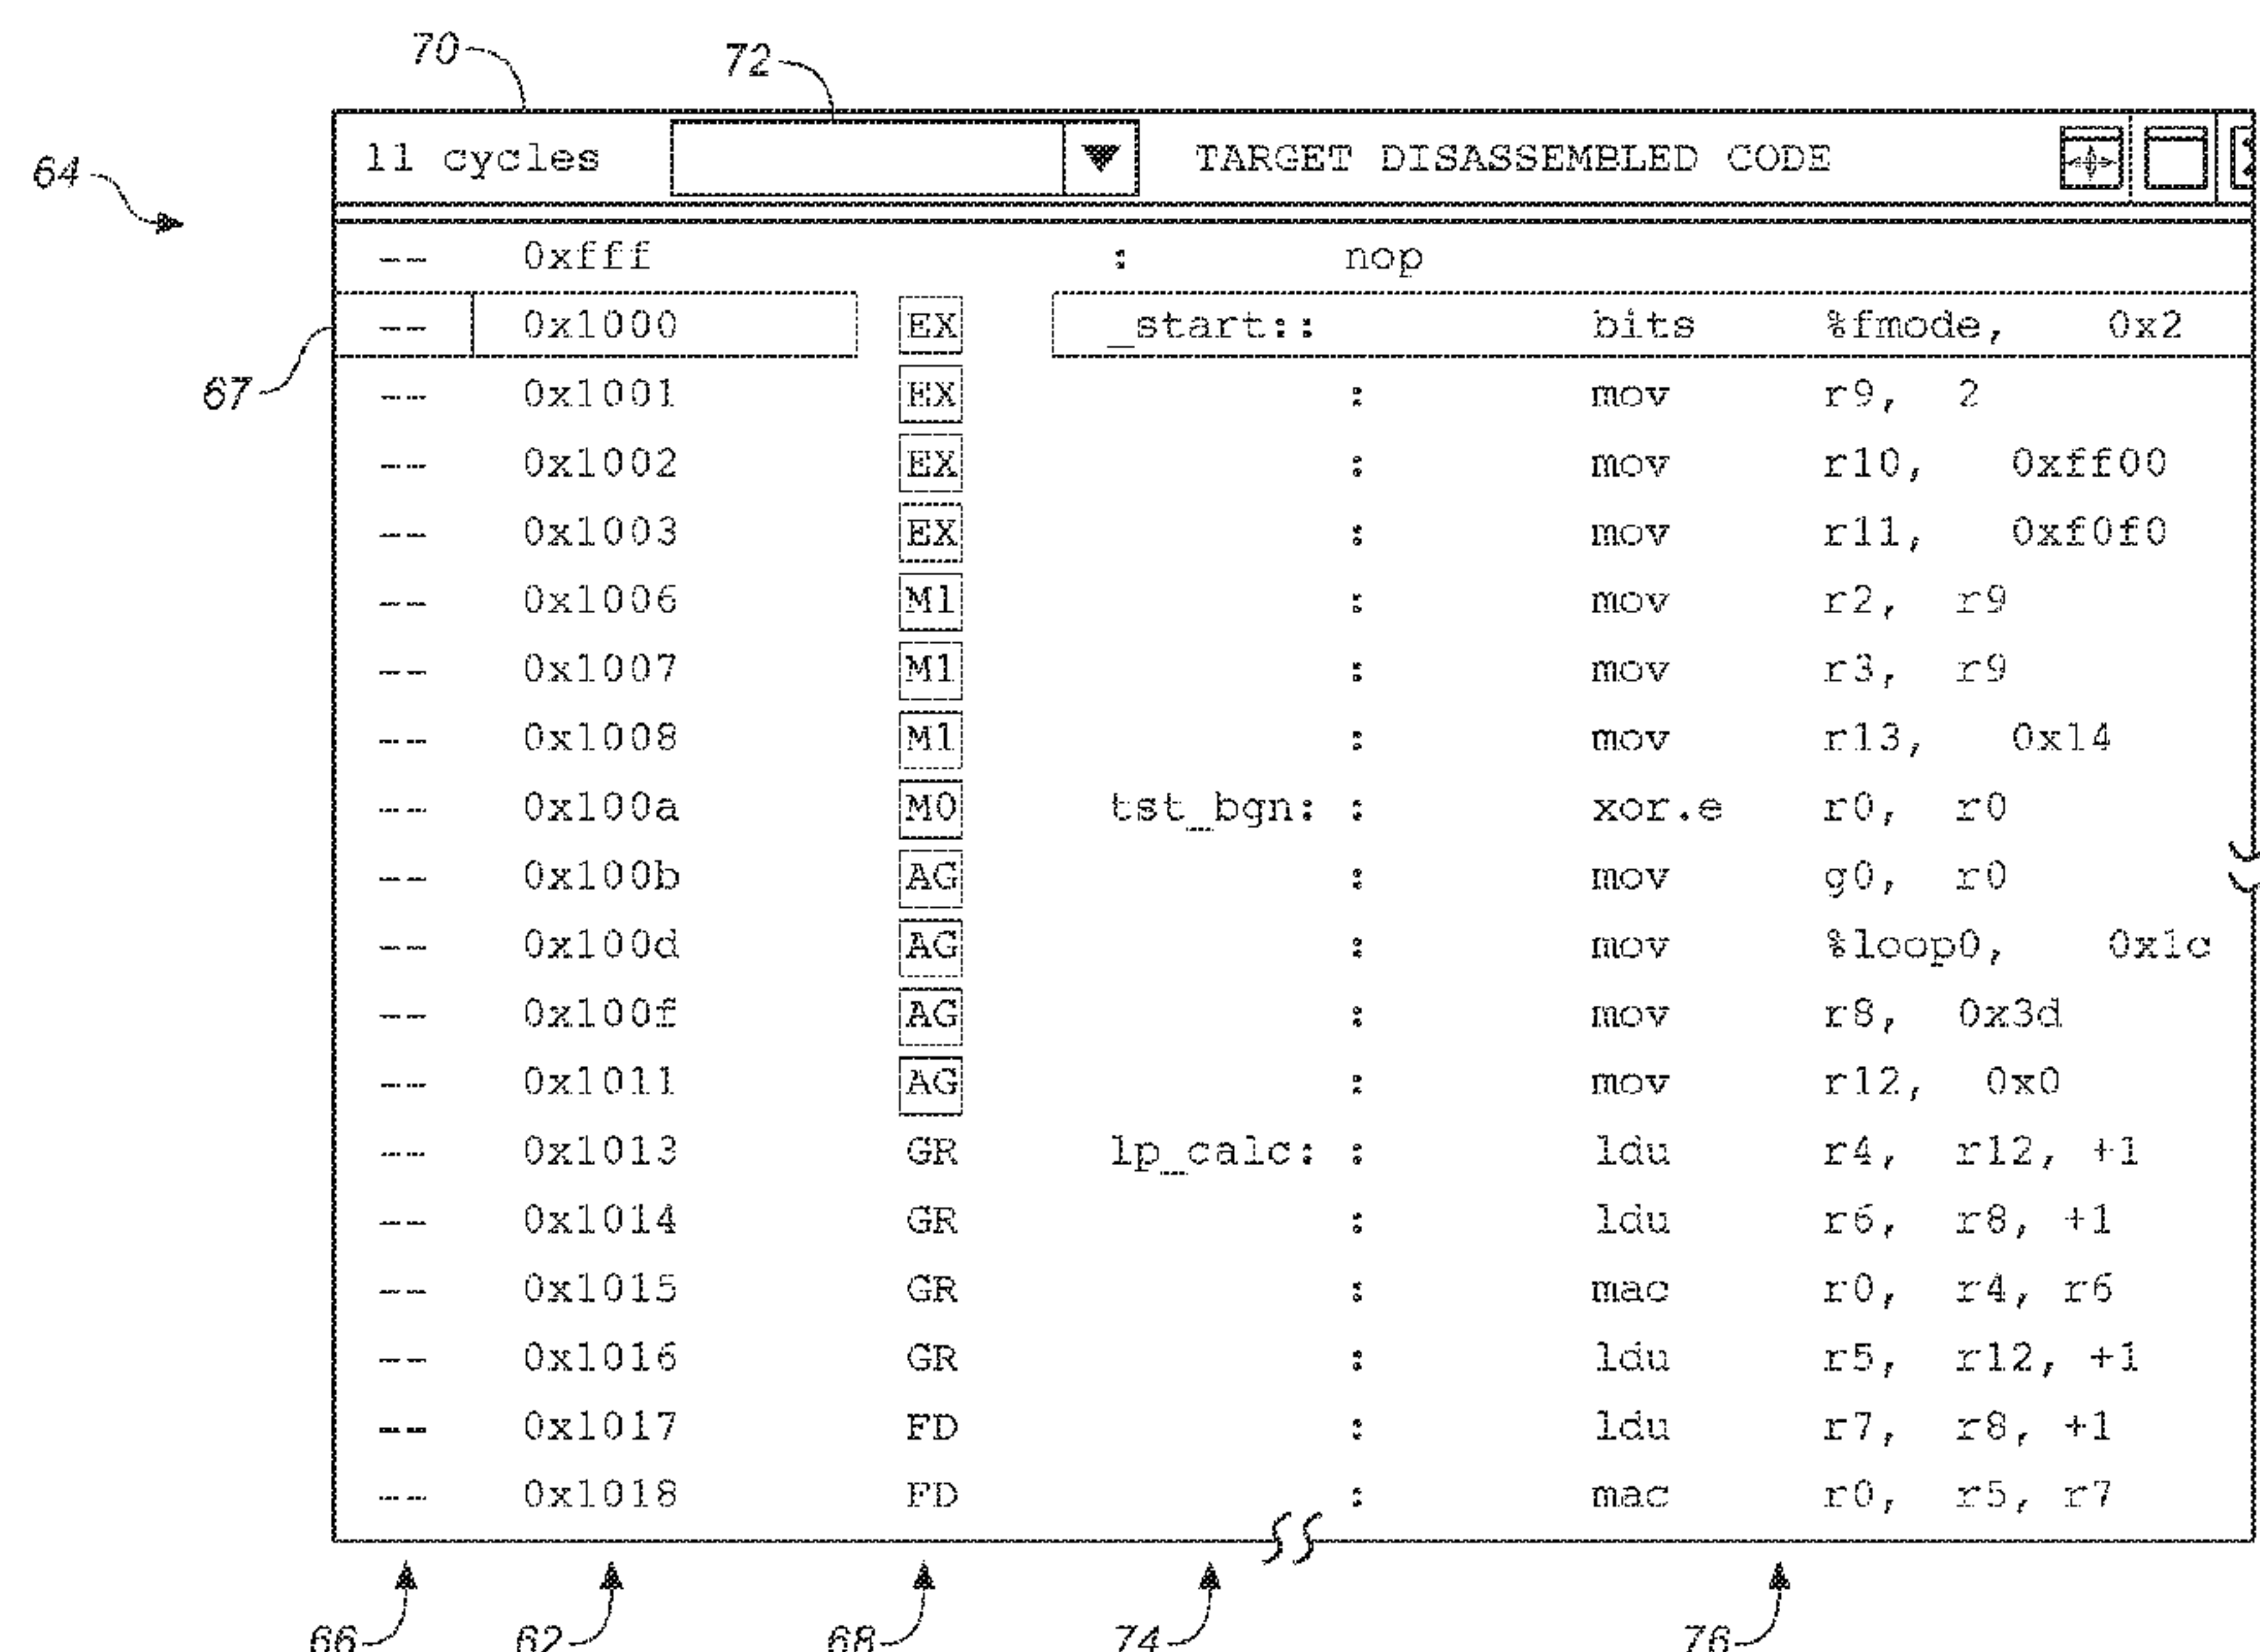 70 72
64
11 cycles TARGET DISASSEMBLED CODE
-- 0xfff : nop
-- 0x1000 EX _start:: bits %fmode, 0x2
67
-- 0x1001 EX : mov r9, 2
-- 0x1002 EX : mov r10, 0xff00
-- 0x1003 EX : mov r11, 0xf0f0
-- 0x1006 M1 : mov r2, r9
-- 0x1007 M1 : mov r3, r9
-- 0x1008 M1 : mov r13, 0x14
-- 0x100a M0 tst_bgn: : xor.e r0, r0
-- 0x100b AG : mov g0, r0
-- 0x100d AG : mov %loop0, 0x1c
-- 0x100f AG : mov r8, 0x3d
-- 0x1011 AG : mov r12, 0x0
-- 0x1013 GR lp_calc: : ldu r4, r12, +1
-- 0x1014 GR : ldu r6, r8, +1
-- 0x1015 GR : mac r0, r4, r6
-- 0x1016 GR : ldu r5, r12, +1
-- 0x1017 FD : ldu r7, r8, +1
-- 0x1018 FD : mac r0, r5, r7
66 62 68 74 76